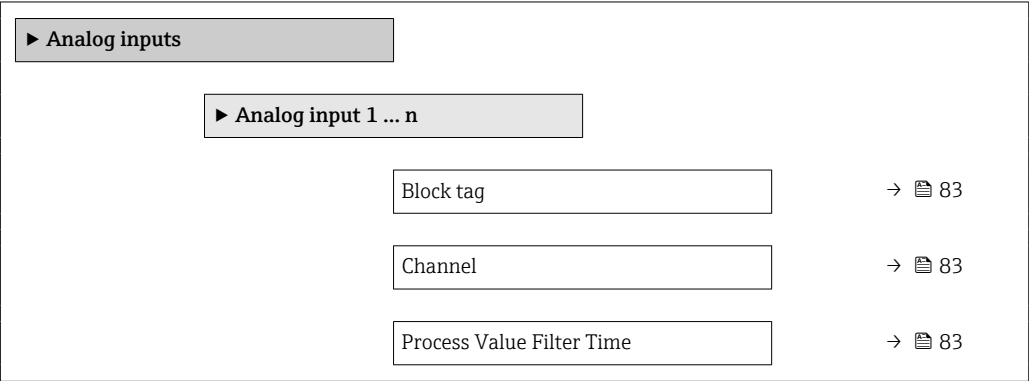 ► Analog inputs
► Analog input 1 … n
Block tag → 83
Channel → 83
Process Value Filter Time → 83